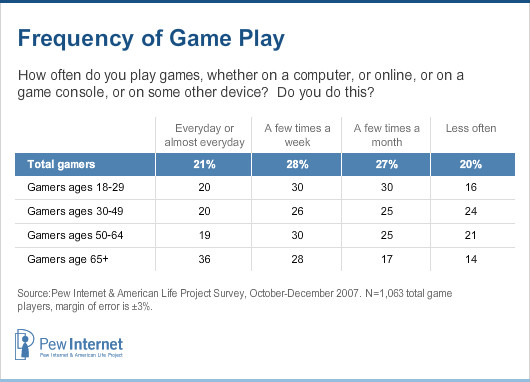 Frequency of Game Play
How often do you play games, whether on a computer, or online, or on a
game console, or on some other device?  Do you do this?
Everyday or almost everyday A few times a week A few times a month Less often
Total gamers 21% 28% 27% 20%
Gamers ages 18-29 20 30 30 16
Gamers ages 30-49 20 26 25 24
Gamers ages 50-64 19 30 25 21
Gamers age 65+ 36 28 17 14
Source:Pew Internet & American Life Project Survey, October-December 2007. N=1,063 total game
players, margin of error is ±3%.
Pew Internet
Pew Internet & American Life Project